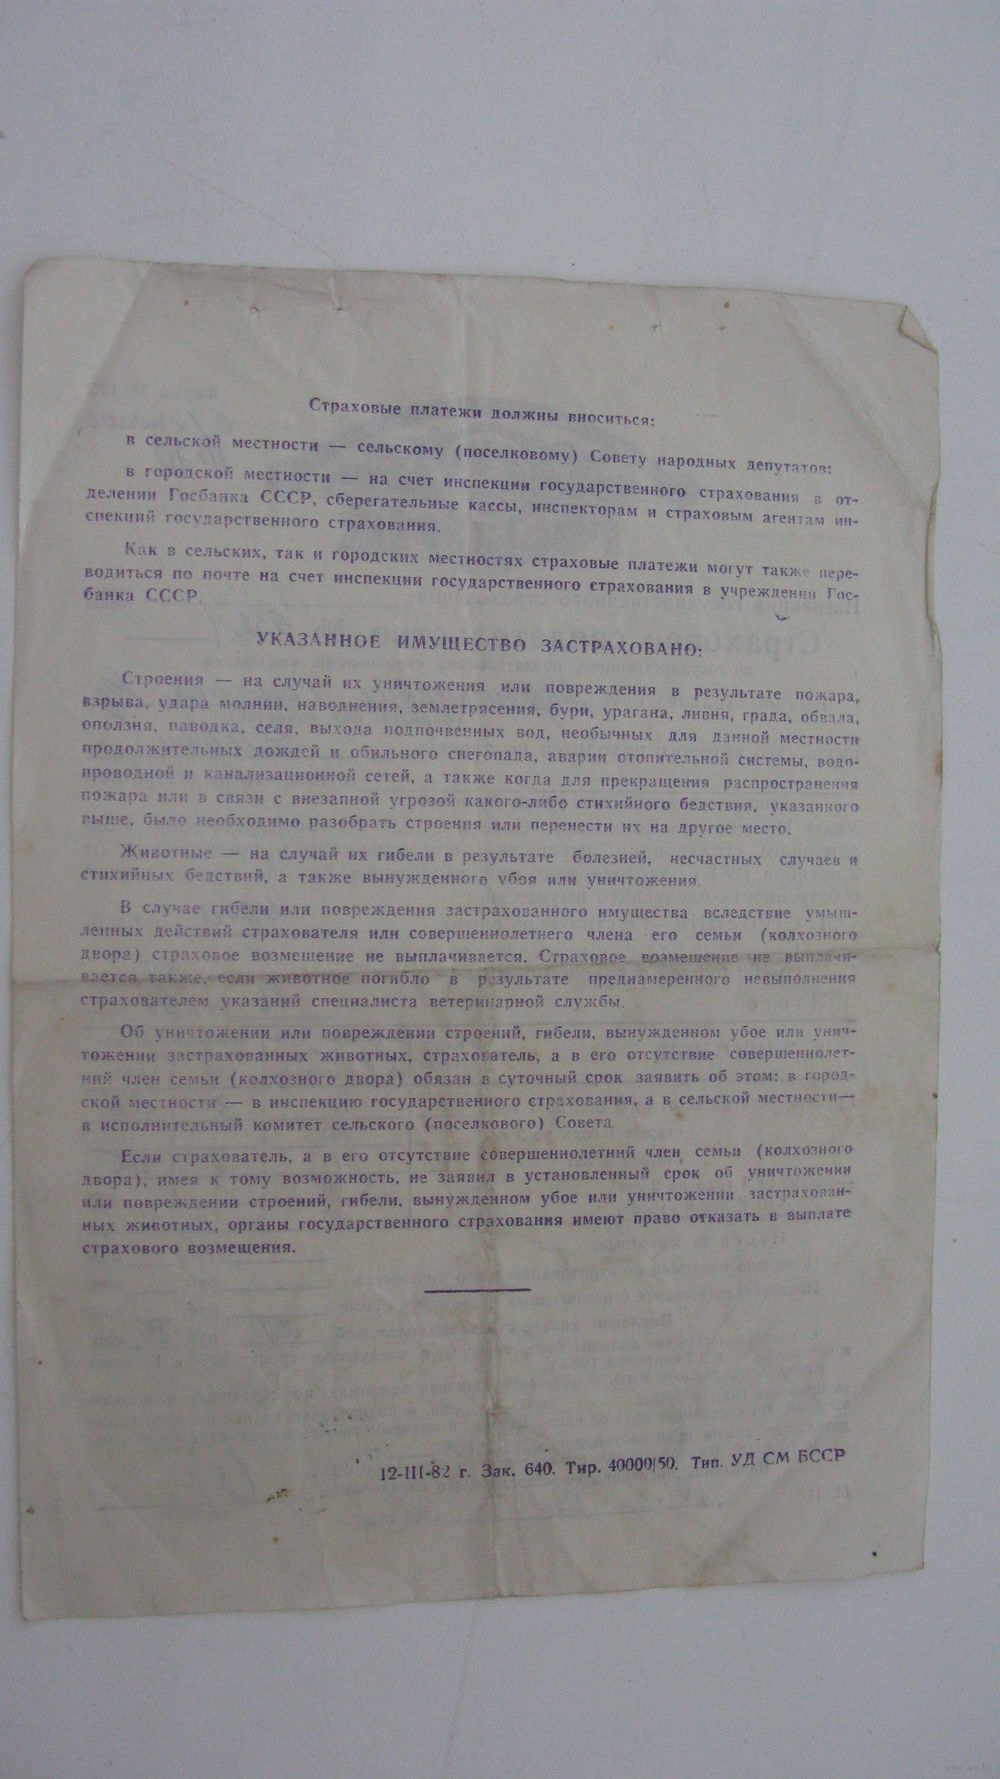 Страховые платежи должны вноситься:
в сельской местности — сельскому (поселковому) Совету народных депутатов;
в городской местности — на счет инспекции государственного страхования в от-
делении Госбанка СССР, сберегательные кассы, инспекторам и страховым агентам ин-
спекций государственного страхования.
Как в сельских, так и городских местностях страховые платежи могут также пере-
водиться по почте на счет инспекции государственного страхования в учреждении Гос-
банка СССР.
УКАЗАННОЕ ИМУЩЕСТВО ЗАСТРАХОВАНО:
Строения — на случай их уничтожения или повреждения в результате пожара,
взрыва, удара молнии, наводнения, землетрясения, бури, урагана, ливня, града, обвала,
оползня, паводка, селя, выхода подпочвенных вод, необычных для данной местности
продолжительных дождей и обильного снегопада, аварии отопительной системы, водо-
проводной и канализационной сетей, а также когда для прекращения распространения
пожара или в связи с внезапной угрозой какого-либо стихийного бедствия, указанного
выше, было необходимо разобрать строения или перенести их на другое место.
Животные — на случай их гибели в результате болезней, несчастных случаев и
стихийных бедствий, а также вынужденного убоя или уничтожения.
В случае гибели или повреждения застрахованного имущества вследствие умыш-
ленных действий страхователя или совершеннолетнего члена его семьи (колхозного
двора) страховое возмещение не выплачивается. Страховое возмещение не выплачи-
вается также, если животное погибло в результате преднамеренного невыполнения
страхователем указаний специалиста ветеринарной службы.
Об уничтожении или повреждении строений, гибели, вынужденном убое или унич-
тожении застрахованных животных, страхователь, а в его отсутствие совершеннолет-
ний член семьи (колхозного двора) обязан в суточный срок заявить об этом: в город-
ской местности — в инспекцию государственного страхования, а в сельской местности—
в исполнительный комитет сельского (поселкового) Совета.
Если страхователь, а в его отсутствие совершеннолетний член семьи (колхозного
двора), имея к тому возможность, не заявил в установленный срок об уничтожении
или повреждении строений, гибели, вынужденном убое или уничтожении застрахован-
ных животных, органы государственного страхования имеют право отказать в выплате
страхового возмещения.
12-III-82 г. Зак. 640. Тир. 40000|50. Тип. УД СМ БССР